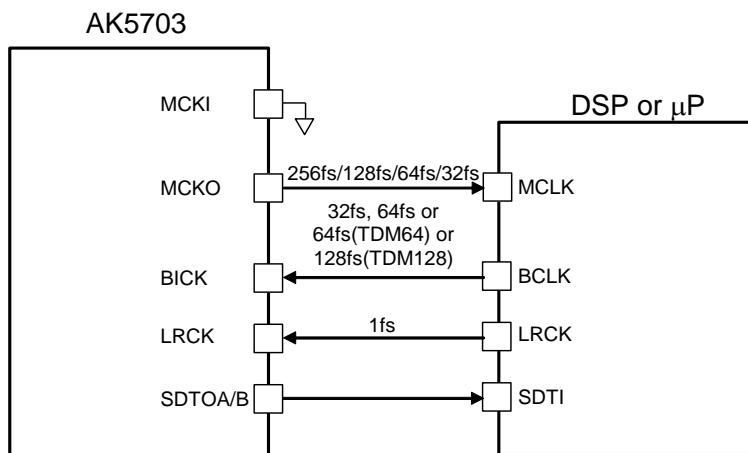 AK5703
DSP or μP
MCKI
MCKO
256fs/128fs/64fs/32fs
MCLK
32fs, 64fs or
64fs(TDM64) or
128fs(TDM128)
BICK
BCLK
LRCK
1fs
LRCK
SDTOA/B
SDTI